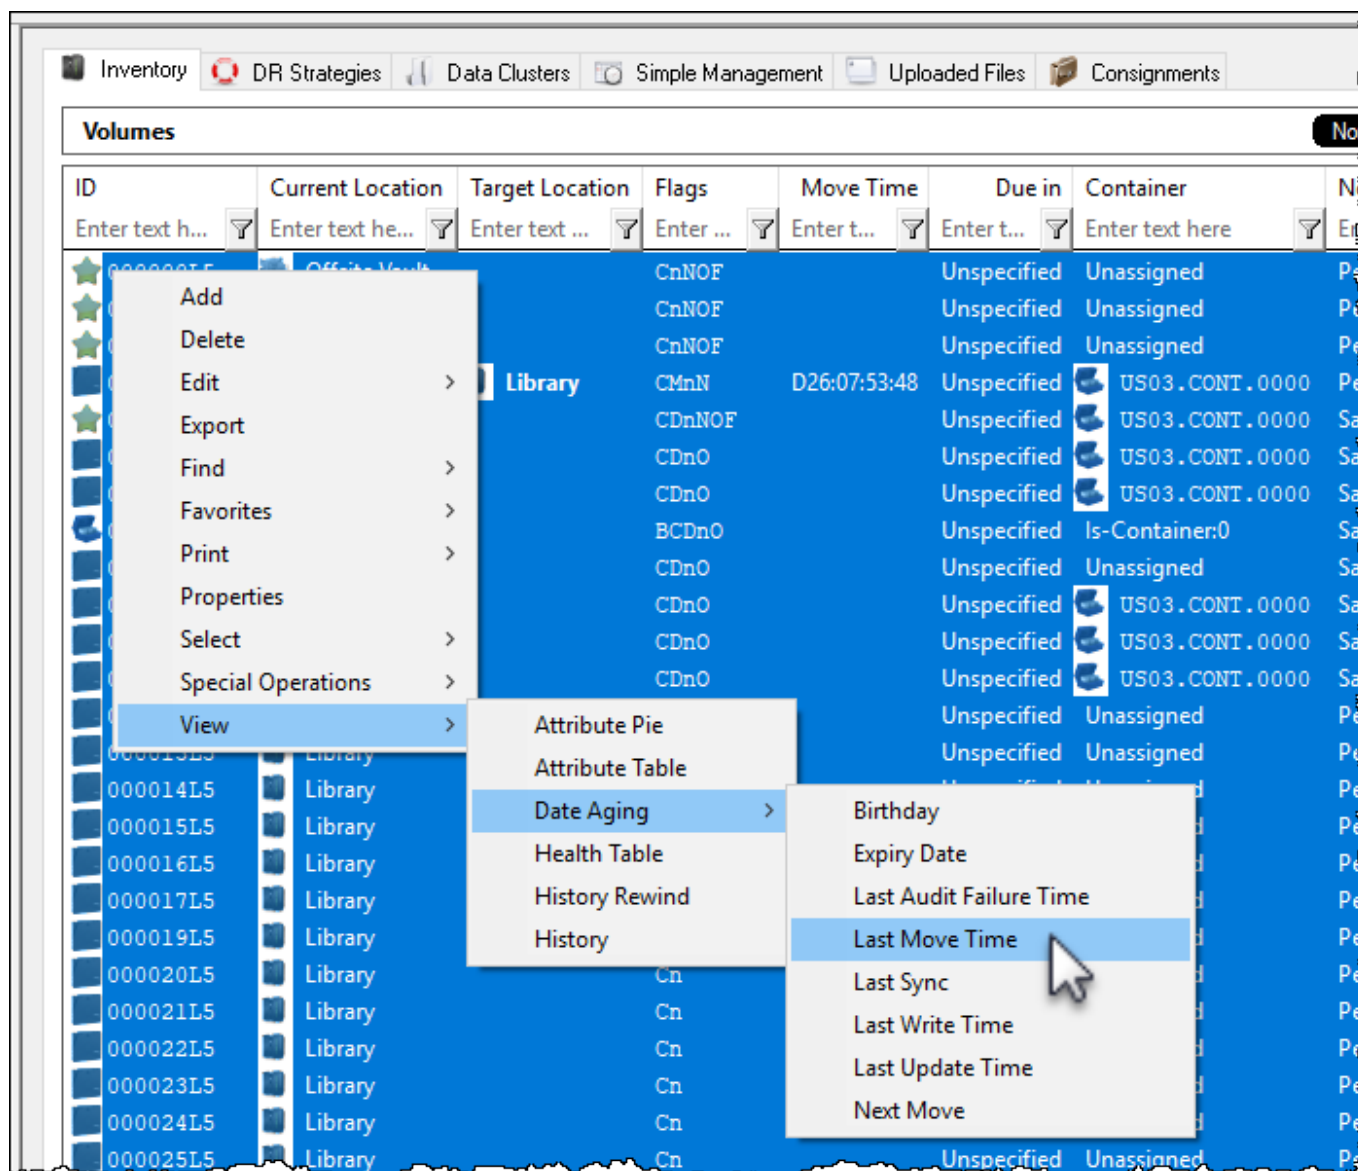 Inventory DR Strategies Data Clusters Simple Management Uploaded Files Consignments
Volumes No
ID Current Location Target Location Flags Move Time Due in Container
Enter text h... Enter text he... Enter text ... Enter ... Enter t... Enter t... Enter text here
CnNOF Unspecified Unassigned
CnNOF Unspecified Unassigned
CnNOF Unspecified Unassigned
Library CMnN D26:07:53:48 Unspecified US03.CONT.0000
CDnNOF Unspecified US03.CONT.0000
CDnO Unspecified US03.CONT.0000
CDnO Unspecified US03.CONT.0000
BCDnO Unspecified Is-Container:0
CDnO Unspecified Unassigned
CDnO Unspecified US03.CONT.0000
CDnO Unspecified US03.CONT.0000
CDnO Unspecified US03.CONT.0000
Unspecified Unassigned
Unspecified Unassigned
000014L5 Library
000015L5 Library
000016L5 Library
000017L5 Library
000019L5 Library
000020L5 Library Cn
000021L5 Library Cn
000022L5 Library Cn
000023L5 Library Cn
000024L5 Library Cn
000025L5 Library Cn Unspecified Unassigned
Add
Delete
Edit
Export
Find
Favorites
Print
Properties
Select
Special Operations
View
Attribute Pie
Attribute Table
Date Aging
Health Table
History Rewind
History
Birthday
Expiry Date
Last Audit Failure Time
Last Move Time
Last Sync
Last Write Time
Last Update Time
Next Move